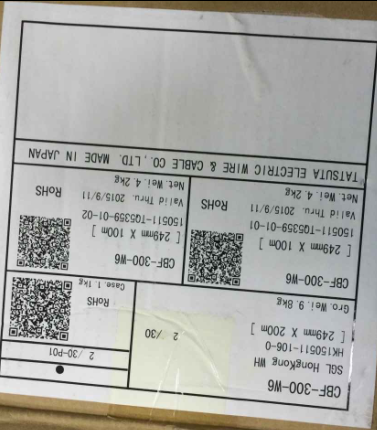 CBF-300-W6
SGL HongKong WH
HK150511-106-0
[ 249mm X 200m ]
Gro. Wei. 9. 8kg
2 /30
2 /30-P01
RoHS
Case. 1. 1kg
CBF-300-W6
[ 249mm X 100m ]
150511-T05359-01-01
Valid Thru. 2015/9/11
Net. Wei. 4. 2kg
RoHS
CBF-300-W6
[ 249mm X 100m ]
150511-T05359-01-02
Valid Thru. 2015/9/11
Net. Wei. 4. 2kg
RoHS
TATSUTA ELECTRIC WIRE & CABLE CO., LTD. MADE IN JAPAN